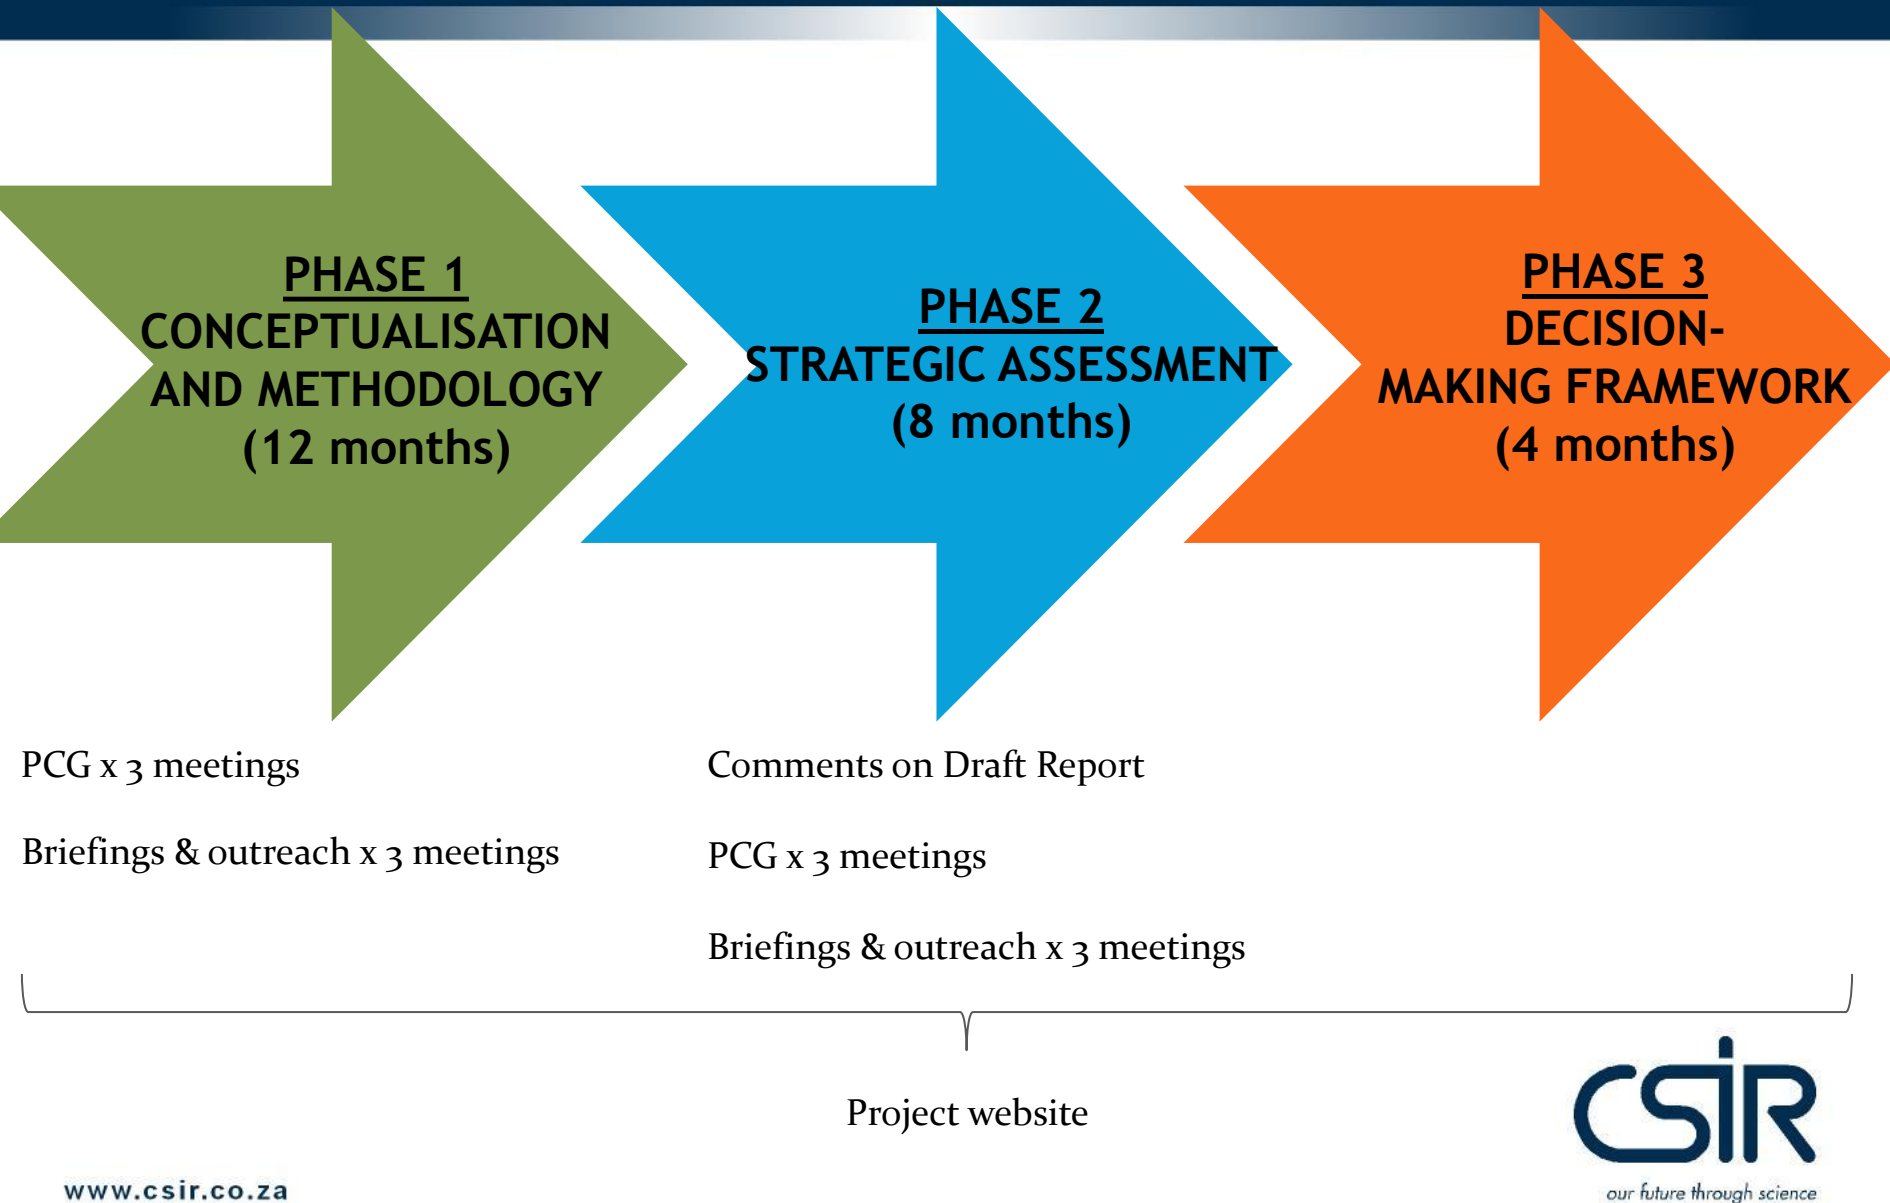 PHASE 1
CONCEPTUALISATION
AND METHODOLOGY
(12 months)
PHASE 2
STRATEGIC ASSESSMENT
(8 months)
PHASE 3
DECISION-
MAKING FRAMEWORK
(4 months)
PCG x 3 meetings
Briefings & outreach x 3 meetings
Comments on Draft Report
PCG x 3 meetings
Briefings & outreach x 3 meetings
Project website
CSIR
our future through science
www.csir.co.za